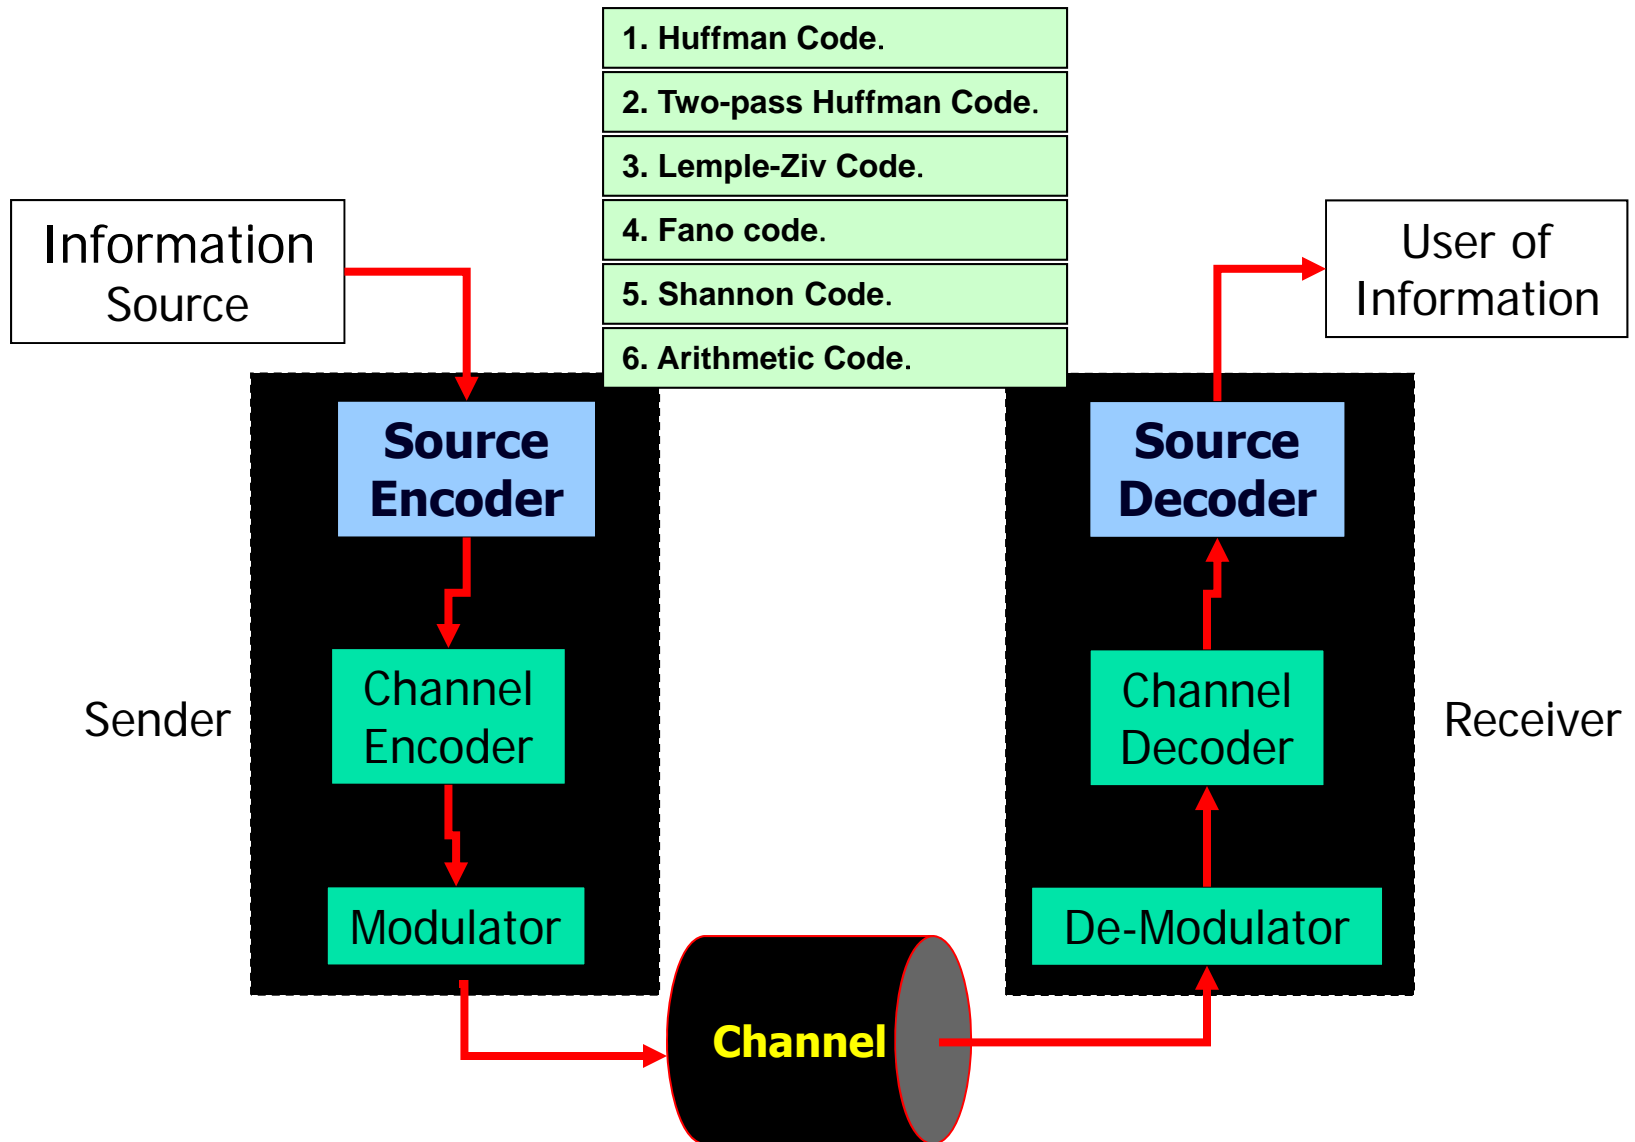 1. Huffman Code.
2. Two-pass Huffman Code.
3. Lemple-Ziv Code.
4. Fano code.
5. Shannon Code.
6. Arithmetic Code.
Information
Source
User of
Information
Source
Encoder
Source
Decoder
Sender
Channel
Encoder
Channel
Decoder
Receiver
Modulator
De-Modulator
Channel